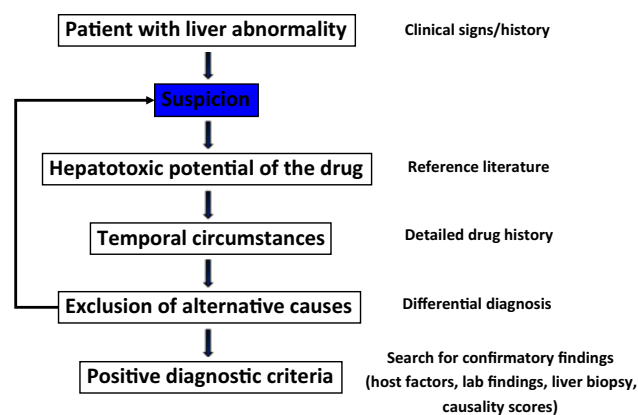 Patient with liver abnormality
Clinical signs/history
Suspicion
Hepatotoxic potential of the drug
Reference literature
Temporal circumstances
Detailed drug history
Exclusion of alternative causes
Differential diagnosis
Positive diagnostic criteria
Search for confirmatory findings
(host factors, lab findings, liver biopsy,
causality scores)